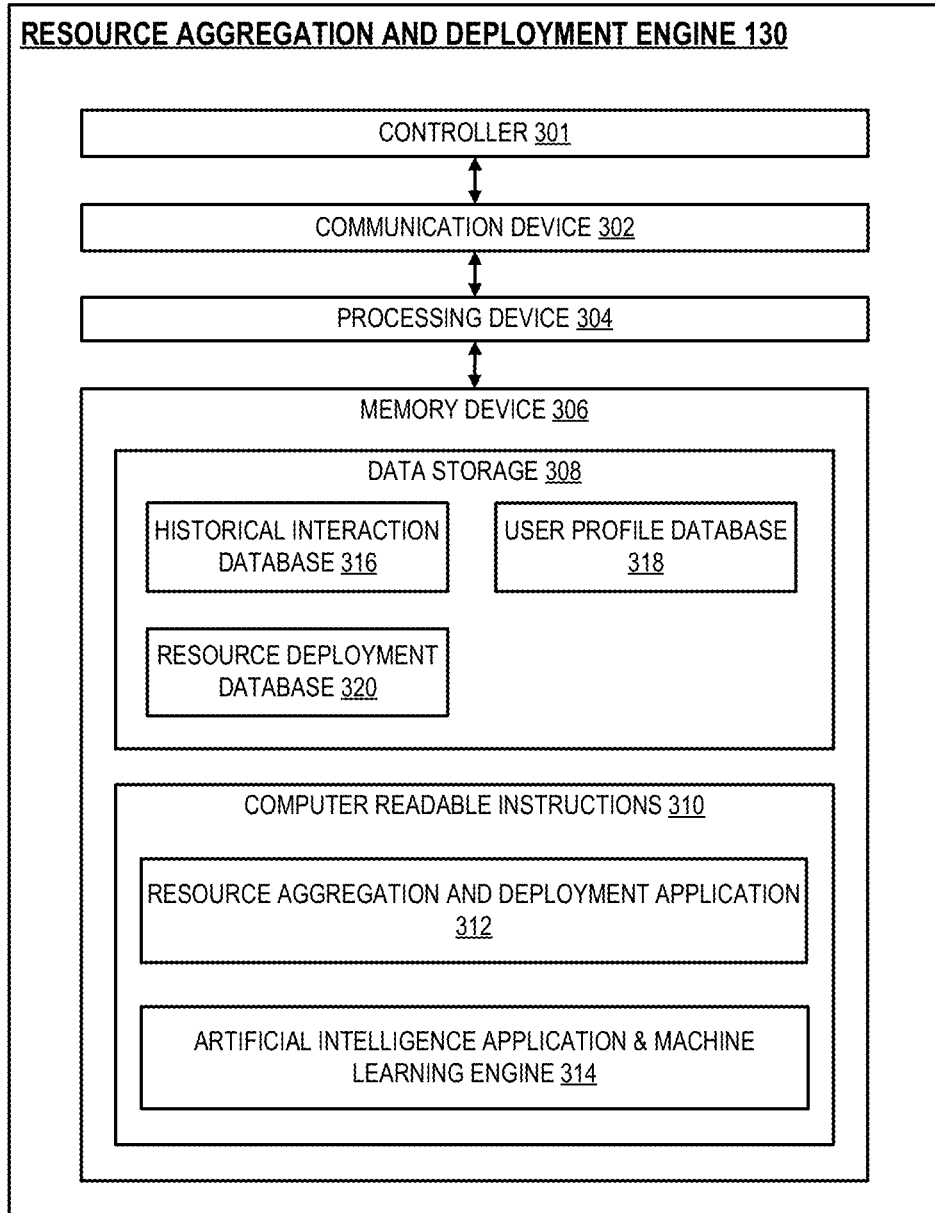 RESOURCE AGGREGATION AND DEPLOYMENT ENGINE 130
CONTROLLER 301
COMMUNICATION DEVICE 302
PROCESSING DEVICE 304
MEMORY DEVICE 306
DATA STORAGE 308
HISTORICAL INTERACTION
DATABASE 316
USER PROFILE DATABASE
318
RESOURCE DEPLOYMENT
DATABASE 320
COMPUTER READABLE INSTRUCTIONS 310
RESOURCE AGGREGATION AND DEPLOYMENT APPLICATION
312
ARTIFICIAL INTELLIGENCE APPLICATION & MACHINE
LEARNING ENGINE 314